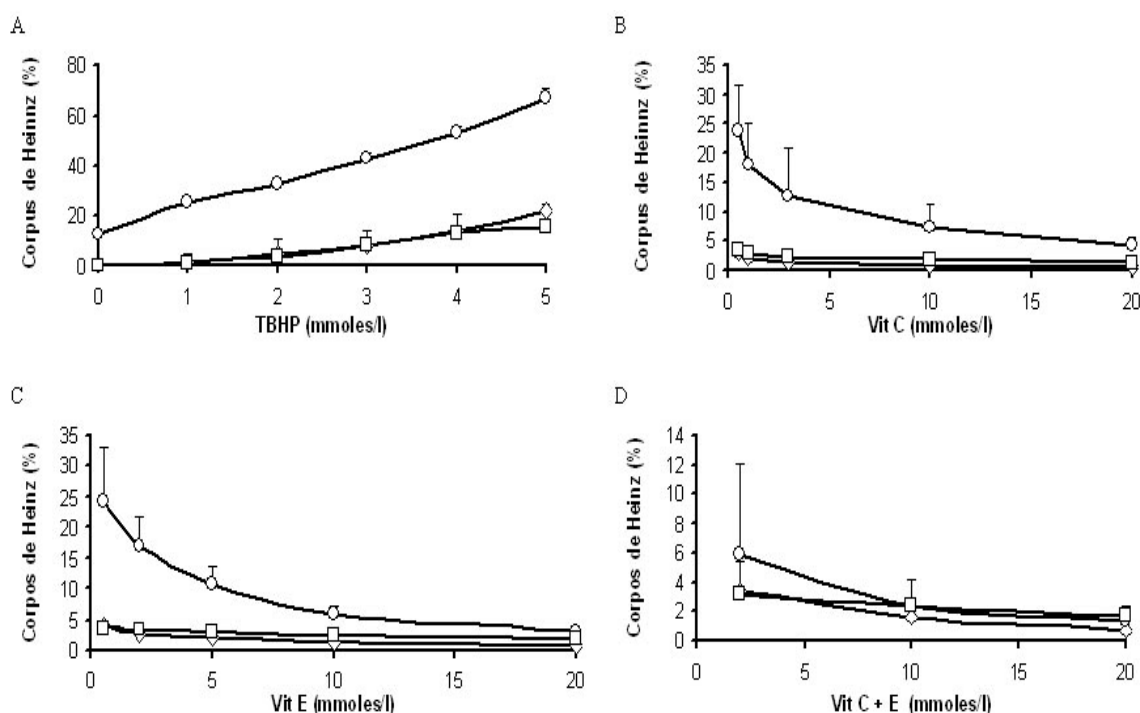 A
Corpus de Heinnz (%)
80
60
40
20
0
0 1 2 3 4 5
TBHP (mmoles/l)
B
Corpus de Heinnz (%)
35
30
25
20
15
10
5
0
0 5 10 15 20
Vit C (mmoles/l)
C
Corpos de Heinz (%)
35
30
25
20
15
10
5
0
0 5 10 15 20
Vit E (mmoles/l)
D
Corpos de Heinz (%)
14
12
10
8
6
4
2
0
0 5 10 15 20
Vit C + E (mmoles/l)